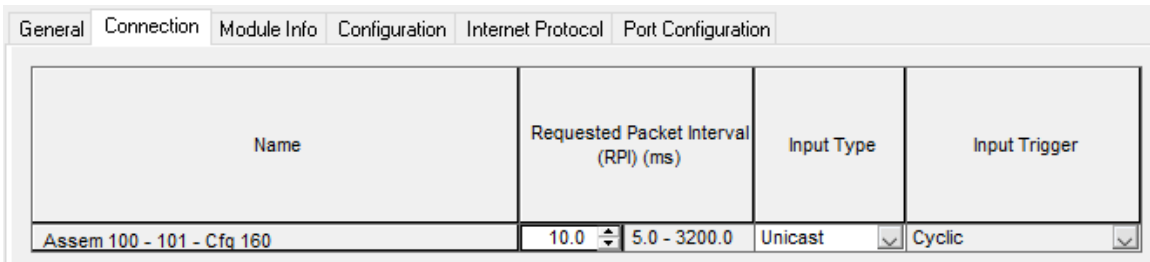 General Connection Module Info Configuration Internet Protocol Port Configuration
Name
Requested Packet Interval
(RPI) (ms)
Input Type
Input Trigger
Assem 100 - 101 - Cfg 160 10.0 5.0 - 3200.0 Unicast Cyclic